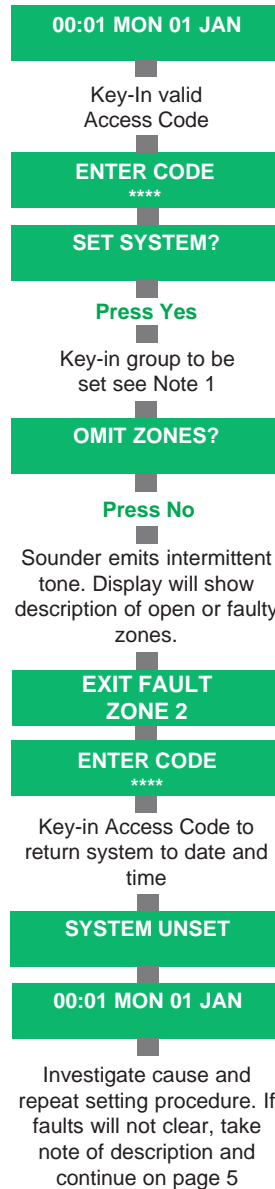 00:01 MON 01 JAN
Key-In valid
Access Code
ENTER CODE
****
SET SYSTEM?
Press Yes
Key-in group to be
set see Note 1
OMIT ZONES?
Press No
Sounder emits intermittent
tone. Display will show
description of open or faulty
zones.
EXIT FAULT
ZONE 2
ENTER CODE
****
Key-in Access Code to
return system to date and
time
SYSTEM UNSET
00:01 MON 01 JAN
Investigate cause and
repeat setting procedure. If
faults will not clear, take
note of description and
continue on page 5